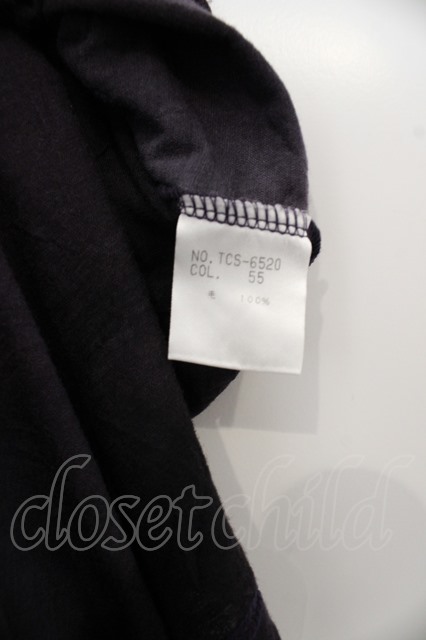 NO. TCS-6520
COL. 55
毛 100%
closetchild